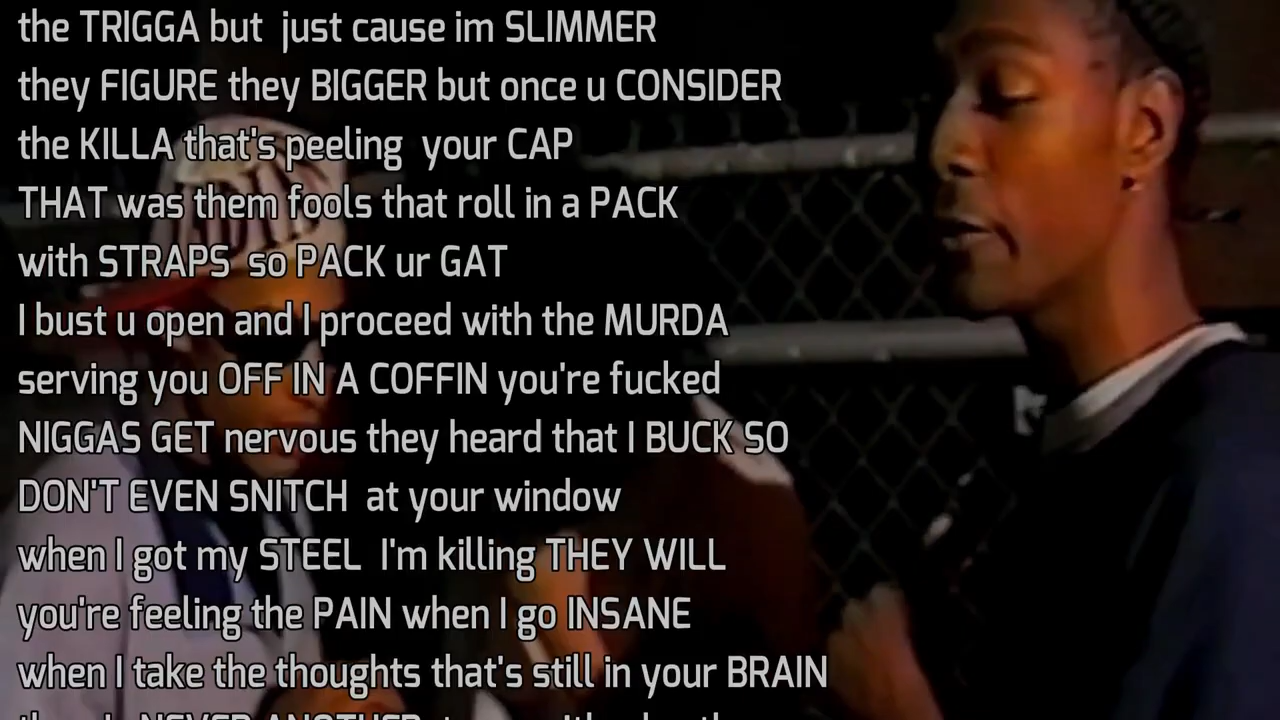 the TRIGGA but just cause im SLIMMER
they FIGURE they BIGGER but once u CONSIDER
the KILLA that's peeling your CAP
THAT was them fools that roll in a PACK
with STRAPS so PACK ur GAT
I bust u open and I proceed with the MURDA
serving you OFF IN A COFFIN you're fucked
NIGGAS GET nervous they heard that I BUCK SO
DON'T EVEN SNITCH at your window
when I got my STEEL I'm killing THEY WILL
you're feeling the PAIN when I go INSANE
when I take the thoughts that's still in your BRAIN
NEVER ANOTHER